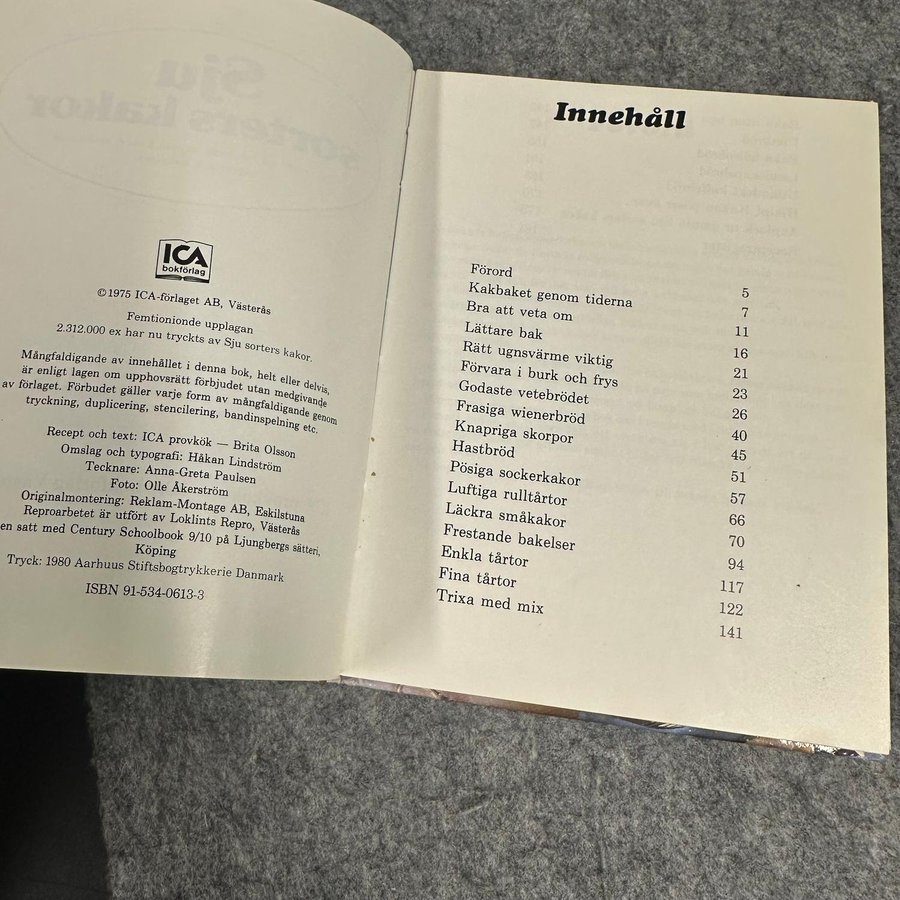 ICA
bokförlag
© 1975 ICA-förlaget AB, Västerås
Femtionionde upplagan
2.312.000 ex har nu tryckts av Sju sorters kakor.
Mångfaldigande av innehållet i denna bok, helt eller delvis,
är enligt lagen om upphovsrätt förbjudet utan medgivande
av förlaget. Förbudet gäller varje form av mångfaldigande genom
tryckning, duplicering, stencilering, bandinspelning etc.
Recept och text: ICA provkök — Brita Olsson
Omslag och typografi: Håkan Lindström
Tecknare: Anna-Greta Paulsen
Foto: Olle Åkerström
Originalmontering: Reklam-Montage AB, Eskilstuna
Reproarbetet är utfört av Loklints Repro, Västerås
en satt med Century Schoolbook 9/10 på Ljungbergs sätteri,
Köping
Tryck: 1980 Aarhuus Stiftsbogtrykkerie Danmark
ISBN 91-534-0613-3
Innehåll
Förord 5
Kakbaket genom tiderna 7
Bra att veta om 11
Lättare bak 16
Rätt ugnsvärme viktig 21
Förvara i burk och frys 23
Godaste vetebrödet 26
Frasiga wienerbröd 40
Knapriga skorpor 45
Hastbröd 51
Pösiga sockerkakor 57
Luftiga rulltårtor 66
Läckra småkakor 70
Frestande bakelser 94
Enkla tårtor 117
Fina tårtor 122
Trixa med mix 141